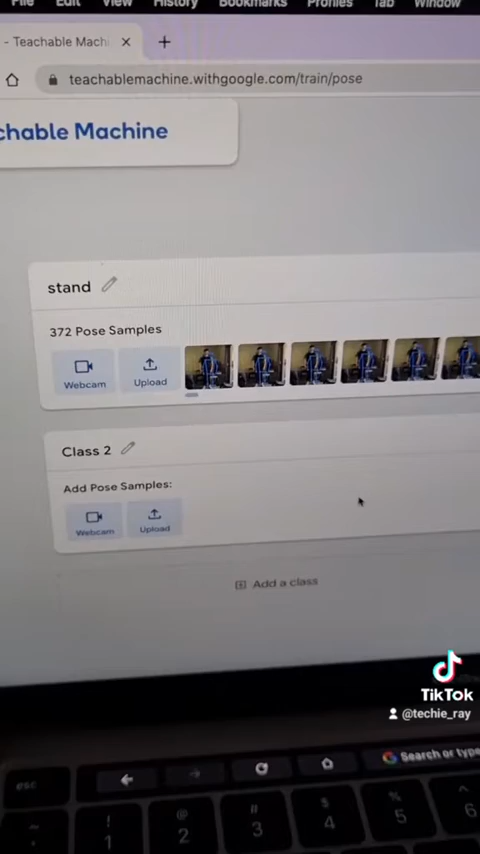 File Edit View History Bookmarks Profiles Tab Window
- Teachable Machi
teachablemachine.withgoogle.com/train/pose
chable Machine
stand
372 Pose Samples
Webcam
Upload
Class 2
Add Pose Samples:
Webcam
Upload
Add a class
TikTok
@techie_ray
esc
Search or type
~
! 1
@ 2
# 3
$ 4
% 5
^ 6